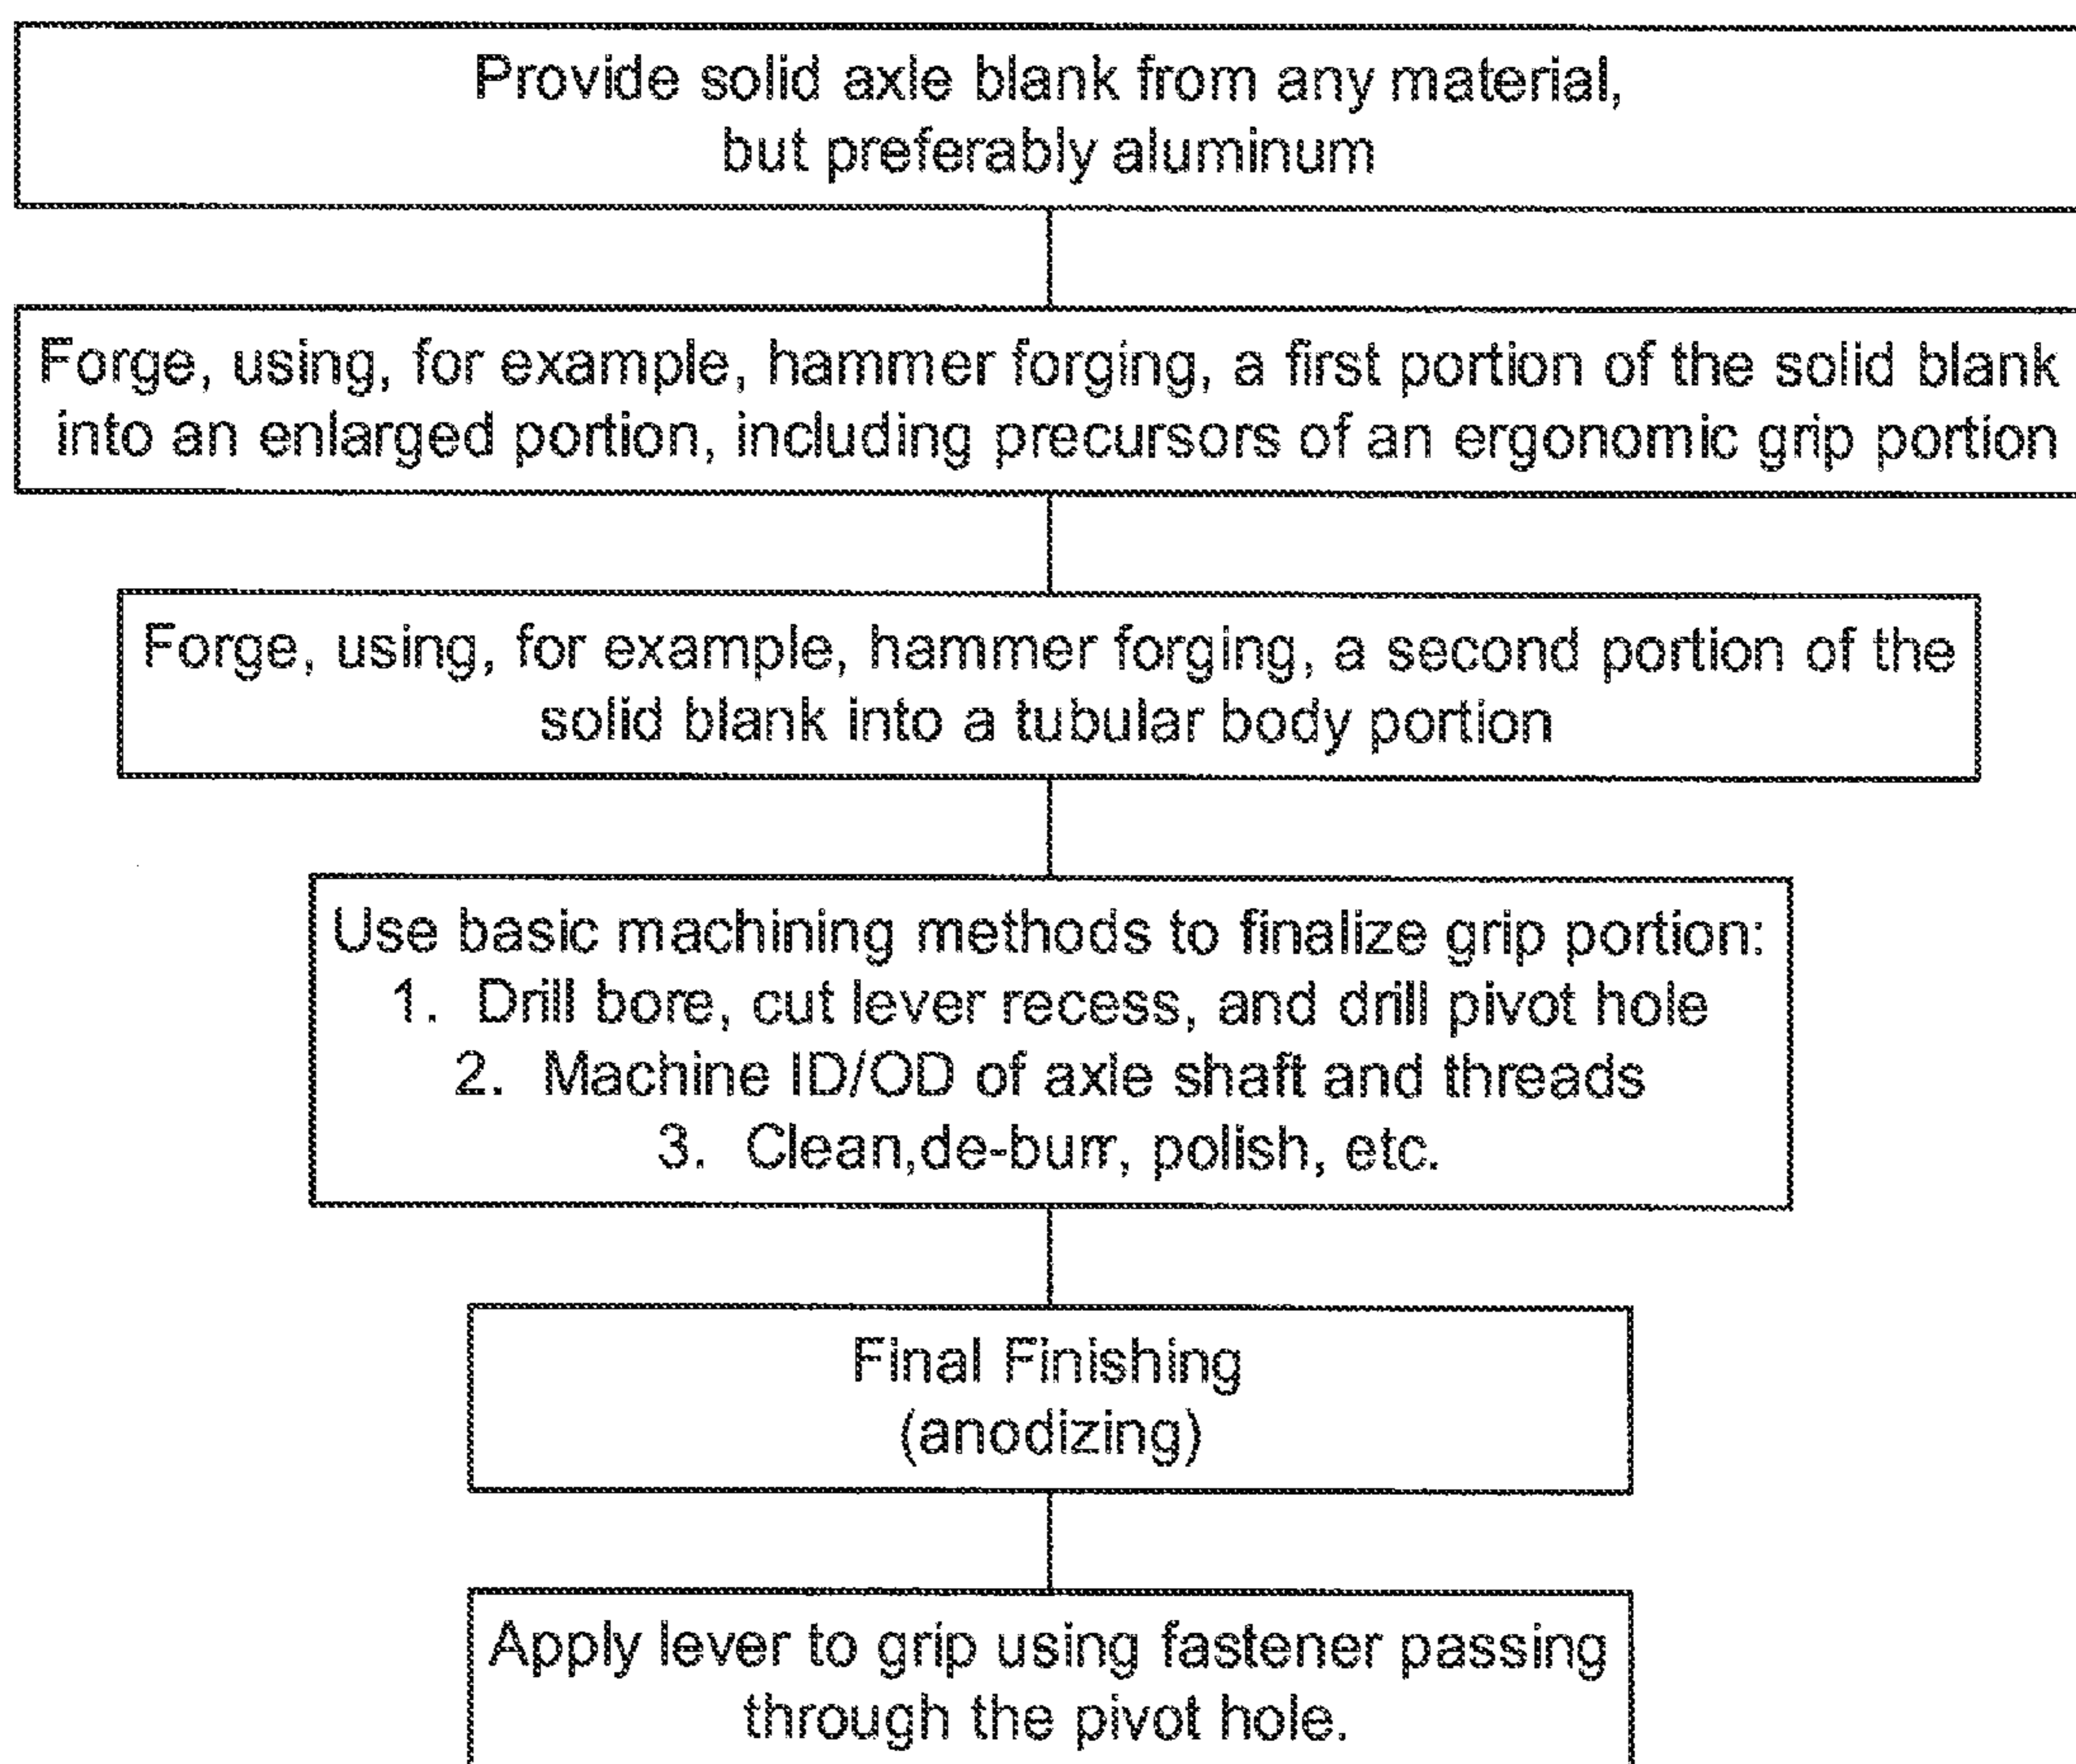 Provide solid axle blank from any material,
but preferably aluminum
Forge, using, for example, hammer forging, a first portion of the solid blank
into an enlarged portion, including precursors of an ergonomic grip portion
Forge, using, for example, hammer forging, a second portion of the
solid blank into a tubular body portion
Use basic machining methods to finalize grip portion:
1. Drill bore, cut lever recess, and drill pivot hole
2. Machine ID/OD of axle shaft and threads
3. Clean,de-burr, polish, etc.
Final Finishing
(anodizing)
Apply lever to grip using fastener passing
through the pivot hole.